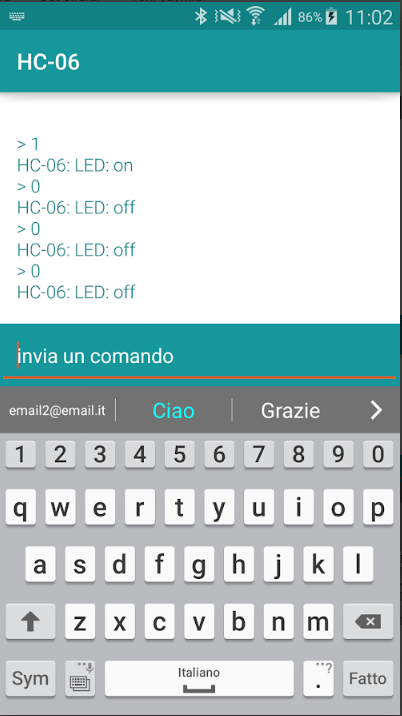 86% 11:02
HC-06
> 1
HC-06: LED: on
> 0
HC-06: LED: off
> 0
HC-06: LED: off
> 0
HC-06: LED: off
invia un comando
email2@email.it Ciao Grazie
1 2 3 4 5 6 7 8 9 0
q w e r t y u i o p
a s d f g h j k l
z x c v b n m
Sym Italiano . ? Fatto